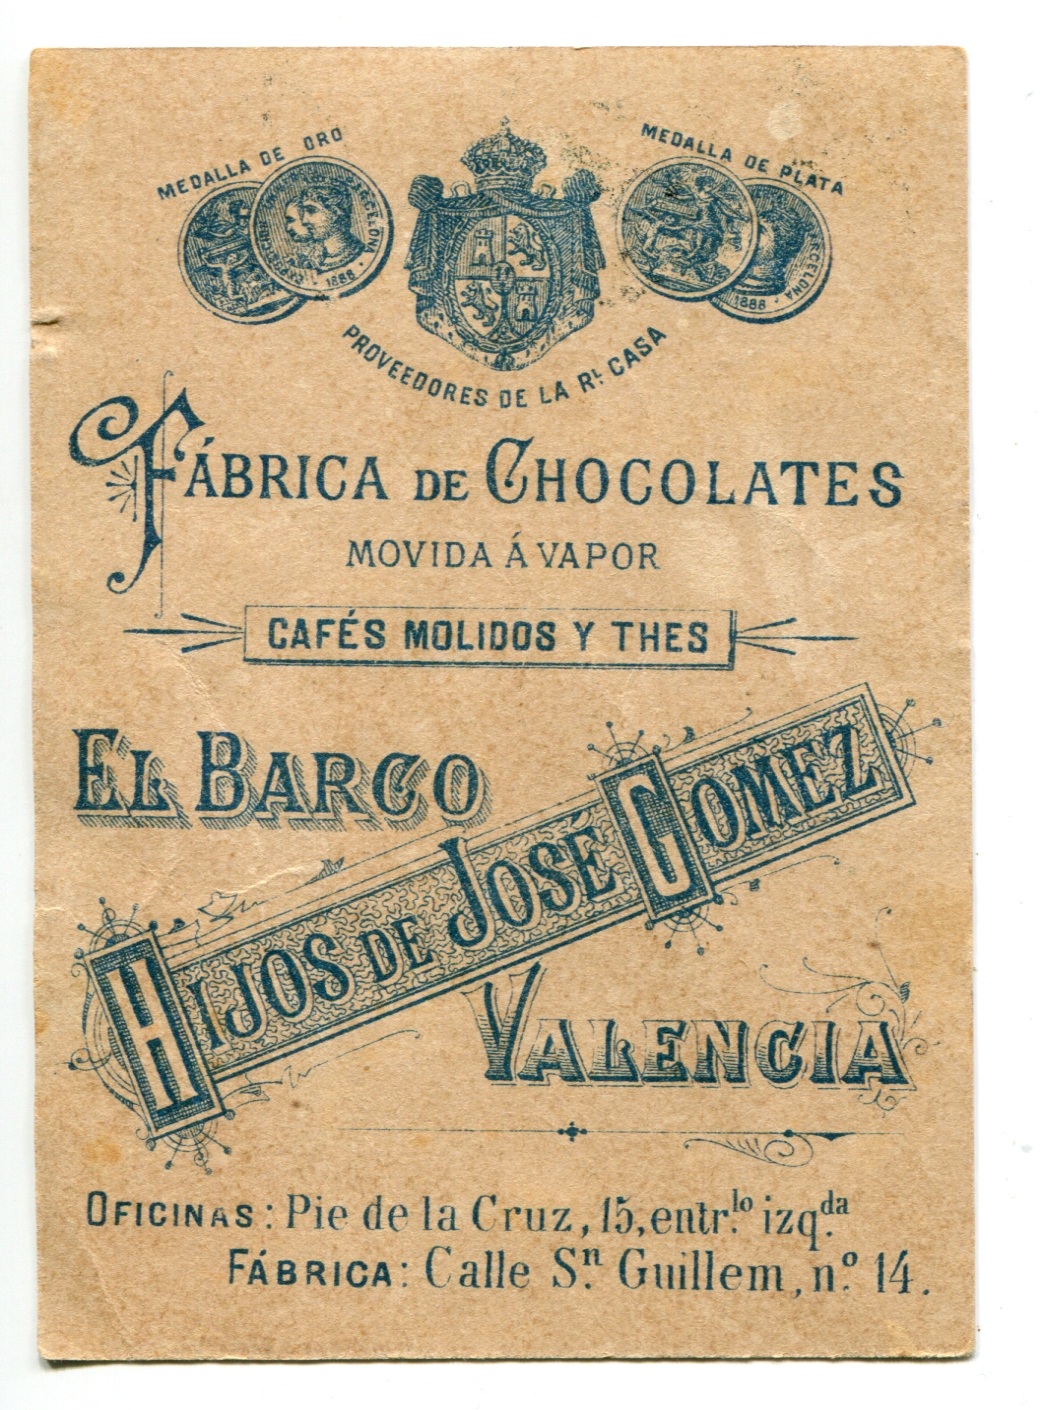 MEDALLA DE ORO
MEDALLA DE PLATA
BARCELONA
1888
BARCELONA
1888
PROVEEDORES DE LA RL. CASA
FÁBRICA DE CHOCOLATES
MOVIDA Á VAPOR
CAFÉS MOLIDOS Y THES
EL BARCO
HIJOS DE JOSÉ GOMEZ
VALENCIA
OFICINAS: Pie de la Cruz, 15, entr.lo izq.da
FÁBRICA: Calle S.n Guillem, n.o 14.